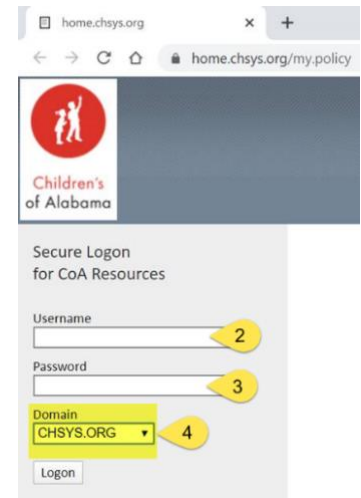 home.chsys.org
home.chsys.org/my.policy
Children's
of Alabama
Secure Logon
for CoA Resources
Username
2
Password
3
Domain
CHSYS.ORG
4
Logon